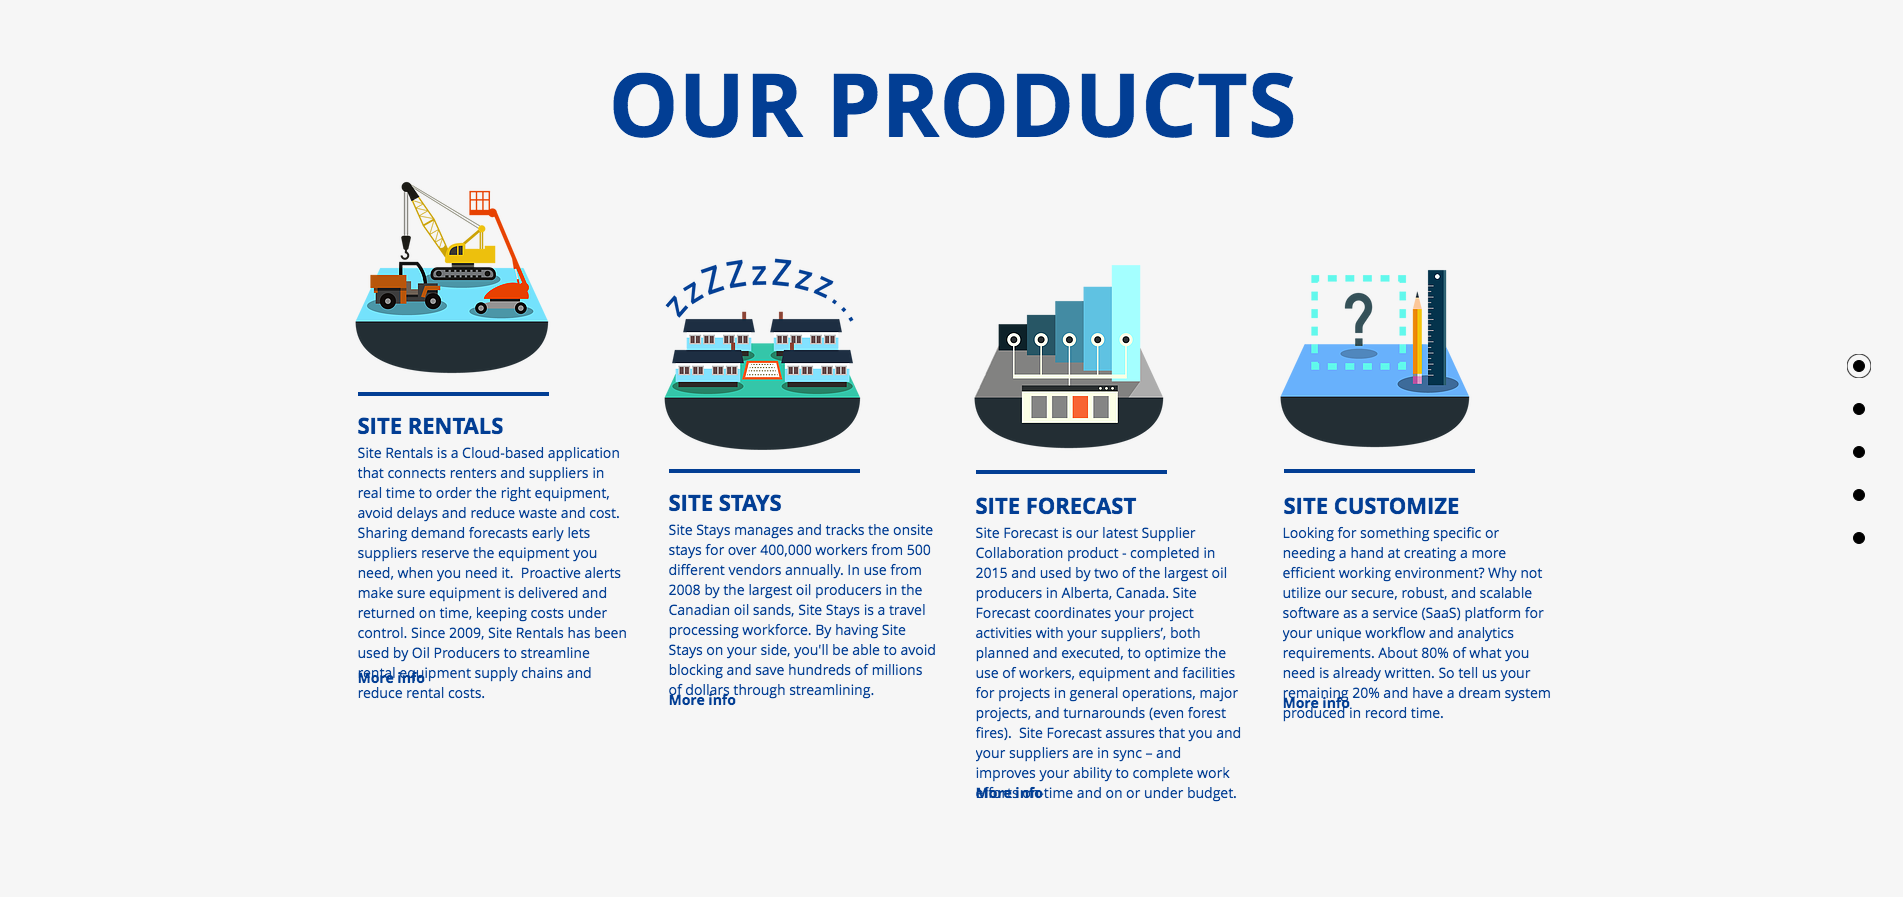 OUR PRODUCTS
zzZZzZzz...
SITE RENTALS
Site Rentals is a Cloud-based application
that connects renters and suppliers in
real time to order the right equipment,
avoid delays and reduce waste and cost.
Sharing demand forecasts early lets
suppliers reserve the equipment you
need, when you need it.  Proactive alerts
make sure equipment is delivered and
returned on time, keeping costs under
control. Since 2009, Site Rentals has been
used by Oil Producers to streamline
rental equipment supply chains and
More info
reduce rental costs.
SITE STAYS
Site Stays manages and tracks the onsite
stays for over 400,000 workers from 500
different vendors annually. In use from
2008 by the largest oil producers in the
Canadian oil sands, Site Stays is a travel
processing workforce. By having Site
Stays on your side, you'll be able to avoid
blocking and save hundreds of millions
of dollars through streamlining.
More info
SITE FORECAST
Site Forecast is our latest Supplier
Collaboration product - completed in
2015 and used by two of the largest oil
producers in Alberta, Canada. Site
Forecast coordinates your project
activities with your suppliers’, both
planned and executed, to optimize the
use of workers, equipment and facilities
for projects in general operations, major
projects, and turnarounds (even forest
fires).  Site Forecast assures that you and
your suppliers are in sync – and
improves your ability to complete work
efforts on-time and on or under budget.
More info
?
SITE CUSTOMIZE
Looking for something specific or
needing a hand at creating a more
efficient working environment? Why not
utilize our secure, robust, and scalable
software as a service (SaaS) platform for
your unique workflow and analytics
requirements. About 80% of what you
need is already written. So tell us your
remaining 20% and have a dream system
More info
produced in record time.